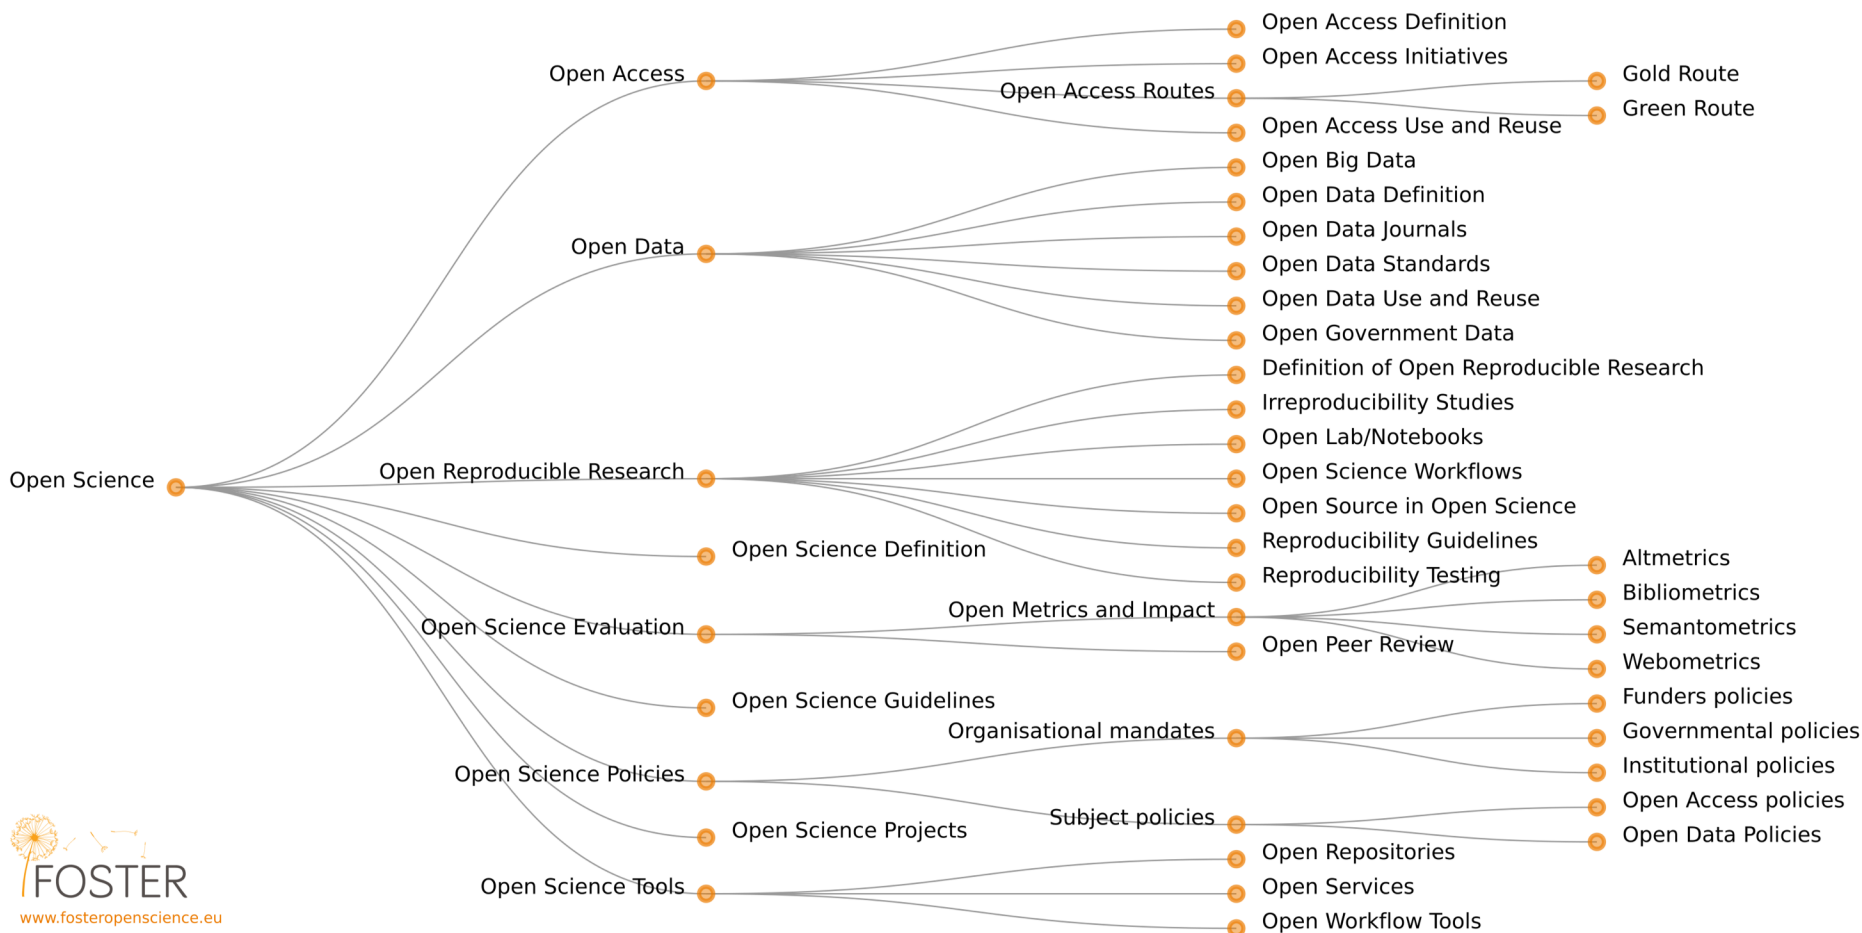 Open Science
Open Access
Open Access Definition
Open Access Initiatives
Open Access Routes
Gold Route
Green Route
Open Access Use and Reuse
Open Data
Open Big Data
Open Data Definition
Open Data Journals
Open Data Standards
Open Data Use and Reuse
Open Government Data
Open Reproducible Research
Definition of Open Reproducible Research
Irreproducibility Studies
Open Lab/Notebooks
Open Science Workflows
Open Source in Open Science
Reproducibility Guidelines
Reproducibility Testing
Open Science Definition
Open Science Evaluation
Open Metrics and Impact
Altmetrics
Bibliometrics
Semantometrics
Webometrics
Open Peer Review
Open Science Guidelines
Open Science Policies
Organisational mandates
Funders policies
Governmental policies
Institutional policies
Subject policies
Open Access policies
Open Data Policies
Open Science Projects
Open Science Tools
Open Repositories
Open Services
Open Workflow Tools
FOSTER
www.fosteropenscience.eu